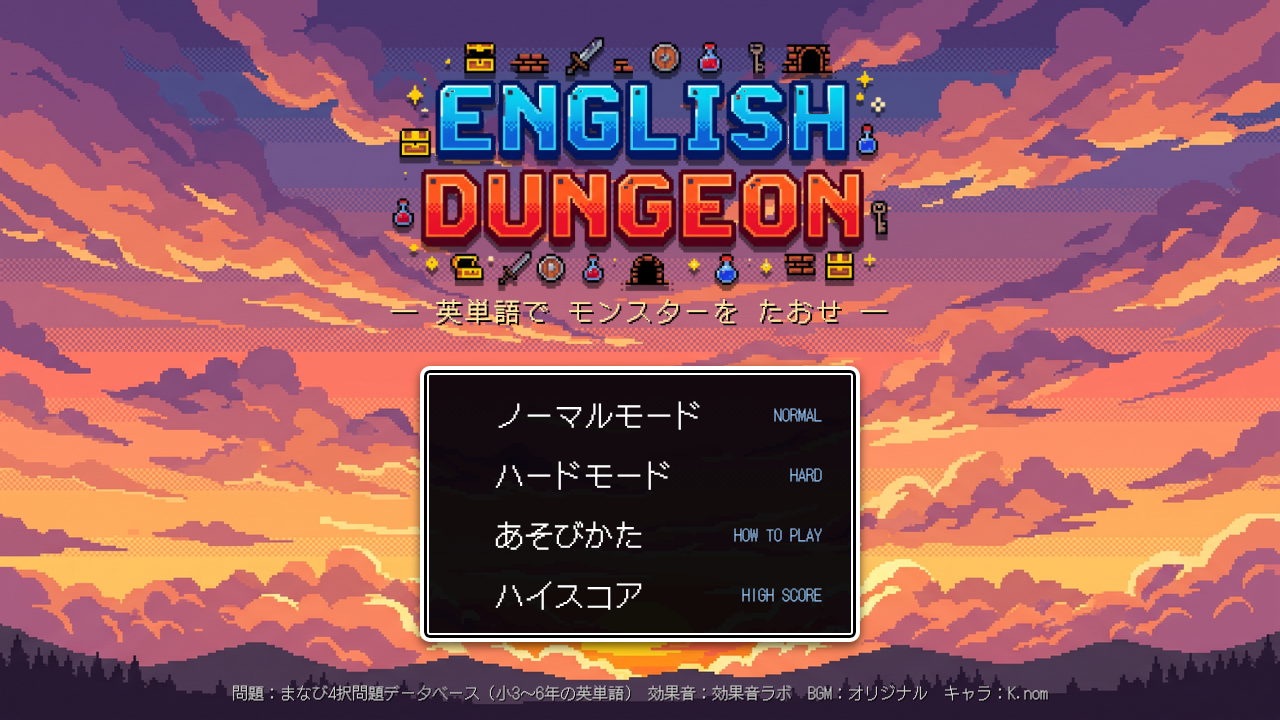 ENGLISH
DUNGEON
― 英単語で モンスターを たおせ ―
ノーマルモード NORMAL
ハードモード HARD
あそびかた HOW TO PLAY
ハイスコア HIGH SCORE
問題：まなび4択問題データベース（小3〜6年の英単語） 効果音：効果音ラボ BGM：オリジナル キャラ：K.nom